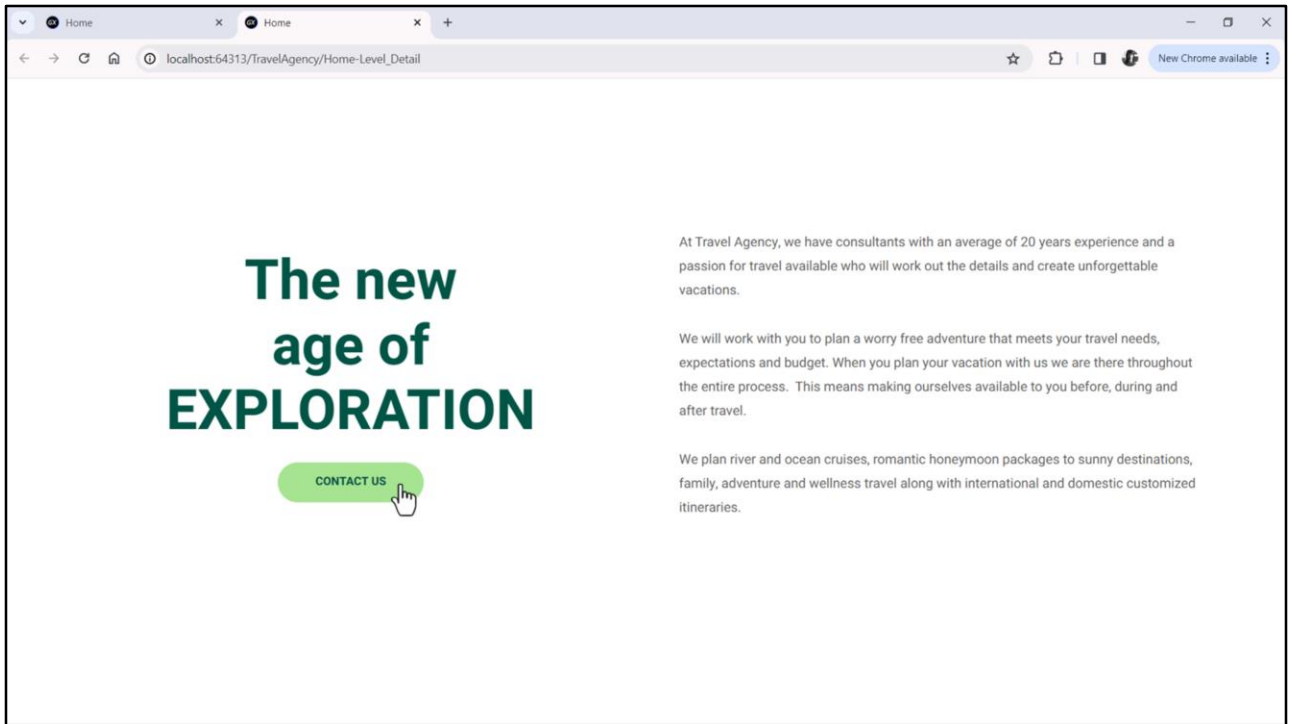 GX Home
GX Home
localhost:64313/TravelAgency/Home-Level_Detail
New Chrome available
The new
age of
EXPLORATION
CONTACT US
At Travel Agency, we have consultants with an average of 20 years experience and a
passion for travel available who will work out the details and create unforgettable
vacations.
We will work with you to plan a worry free adventure that meets your travel needs,
expectations and budget. When you plan your vacation with us we are there throughout
the entire process.  This means making ourselves available to you before, during and
after travel.
We plan river and ocean cruises, romantic honeymoon packages to sunny destinations,
family, adventure and wellness travel along with international and domestic customized
itineraries.